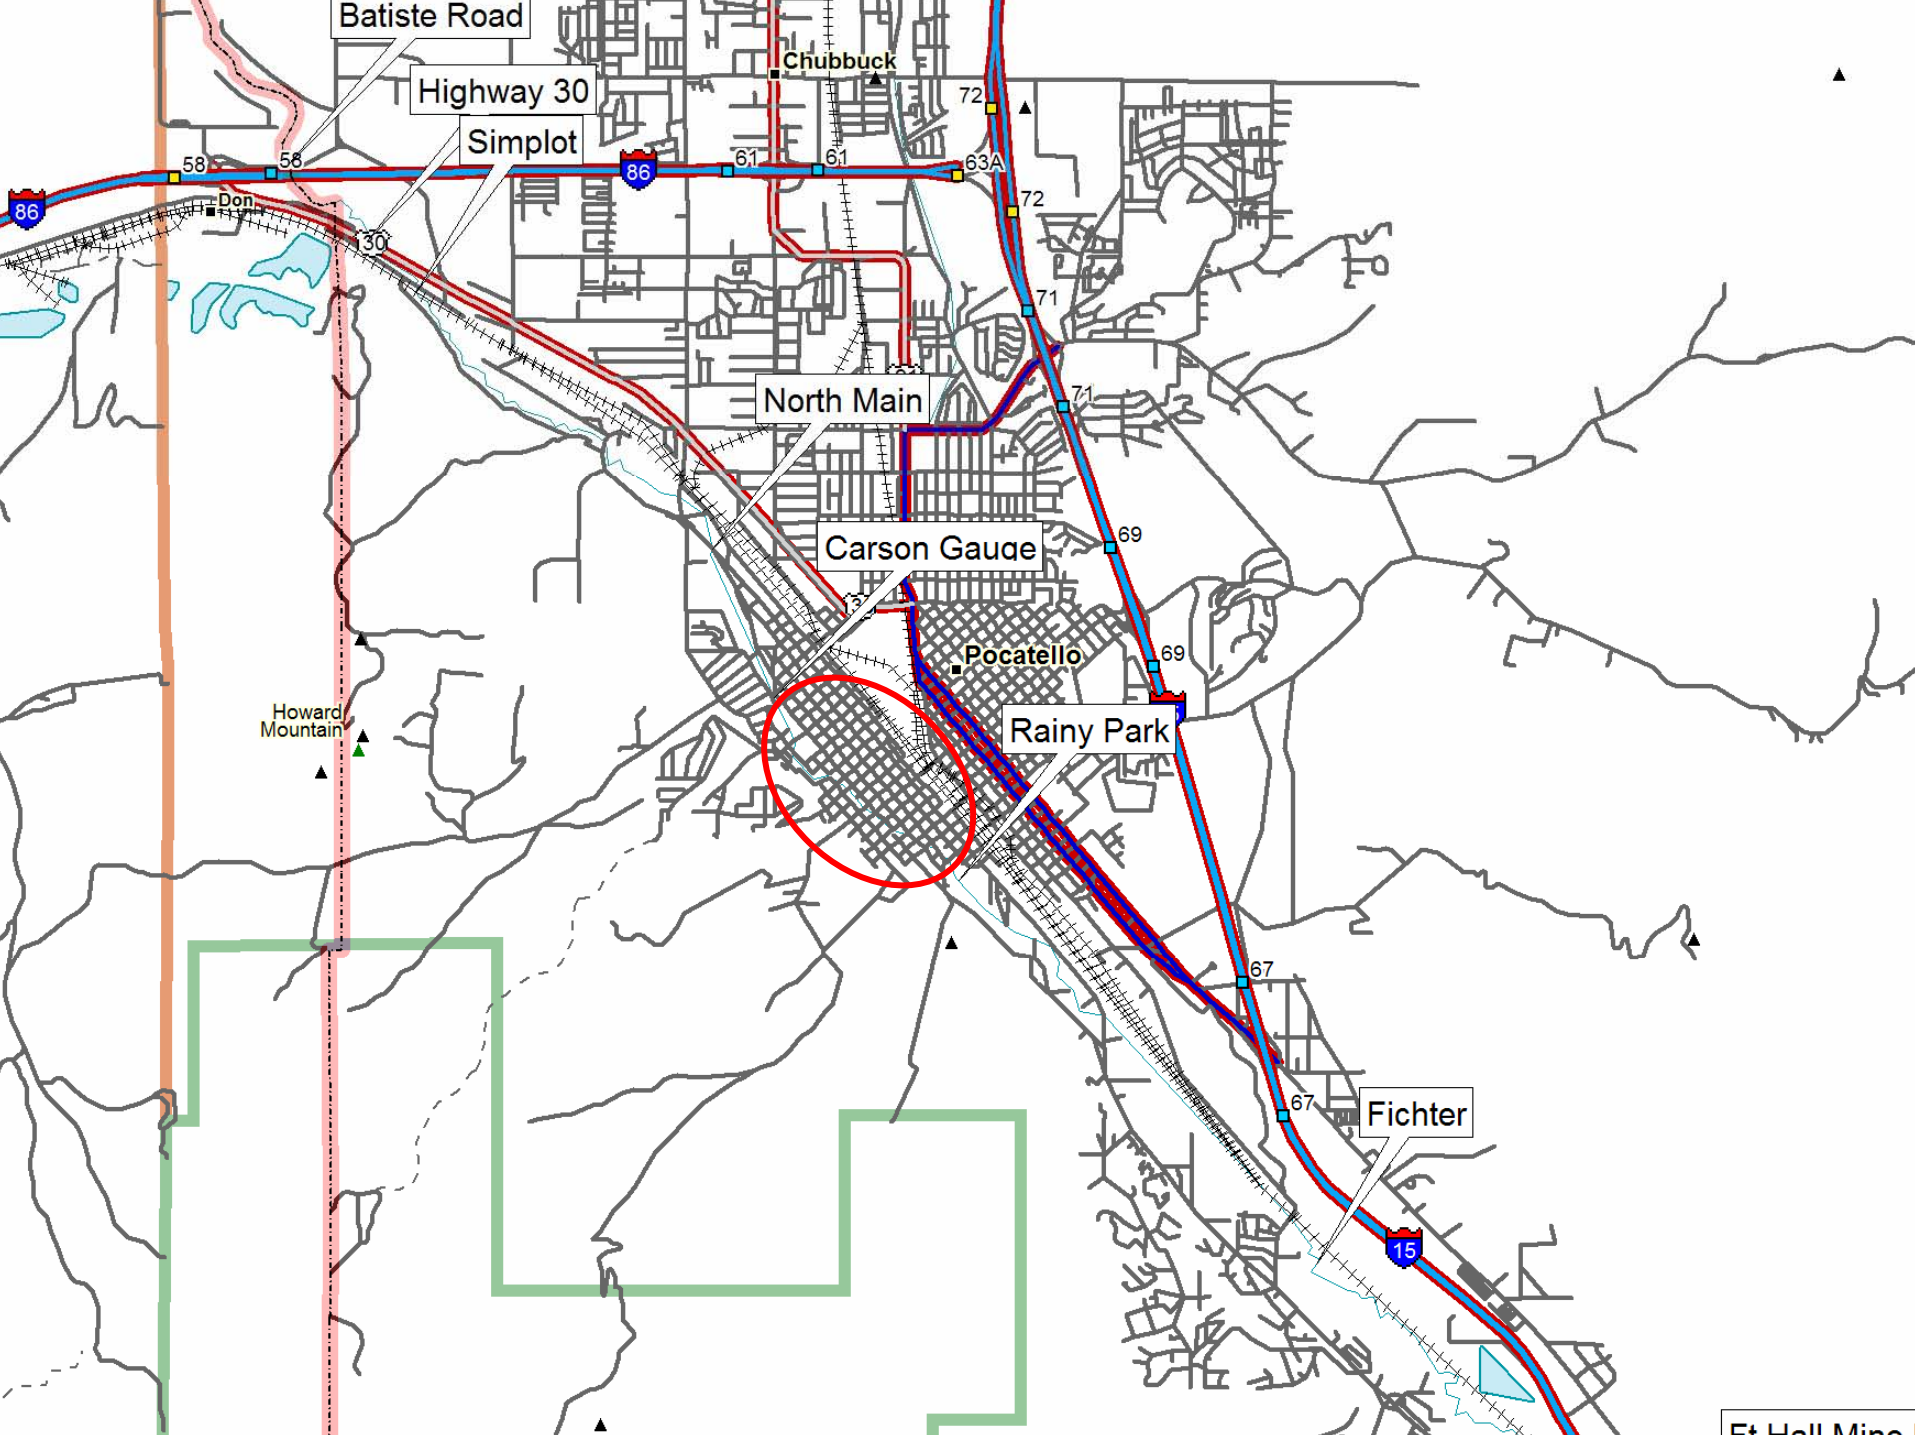 Batiste Road
Chubbuck
Highway 30
72
Simplot
58
58
86
61
61
63A
86
Don
72
30
71
North Main
71
Carson Gauge
69
Pocatello
69
Howard
Mountain
Rainy Park
67
67
Fichter
15